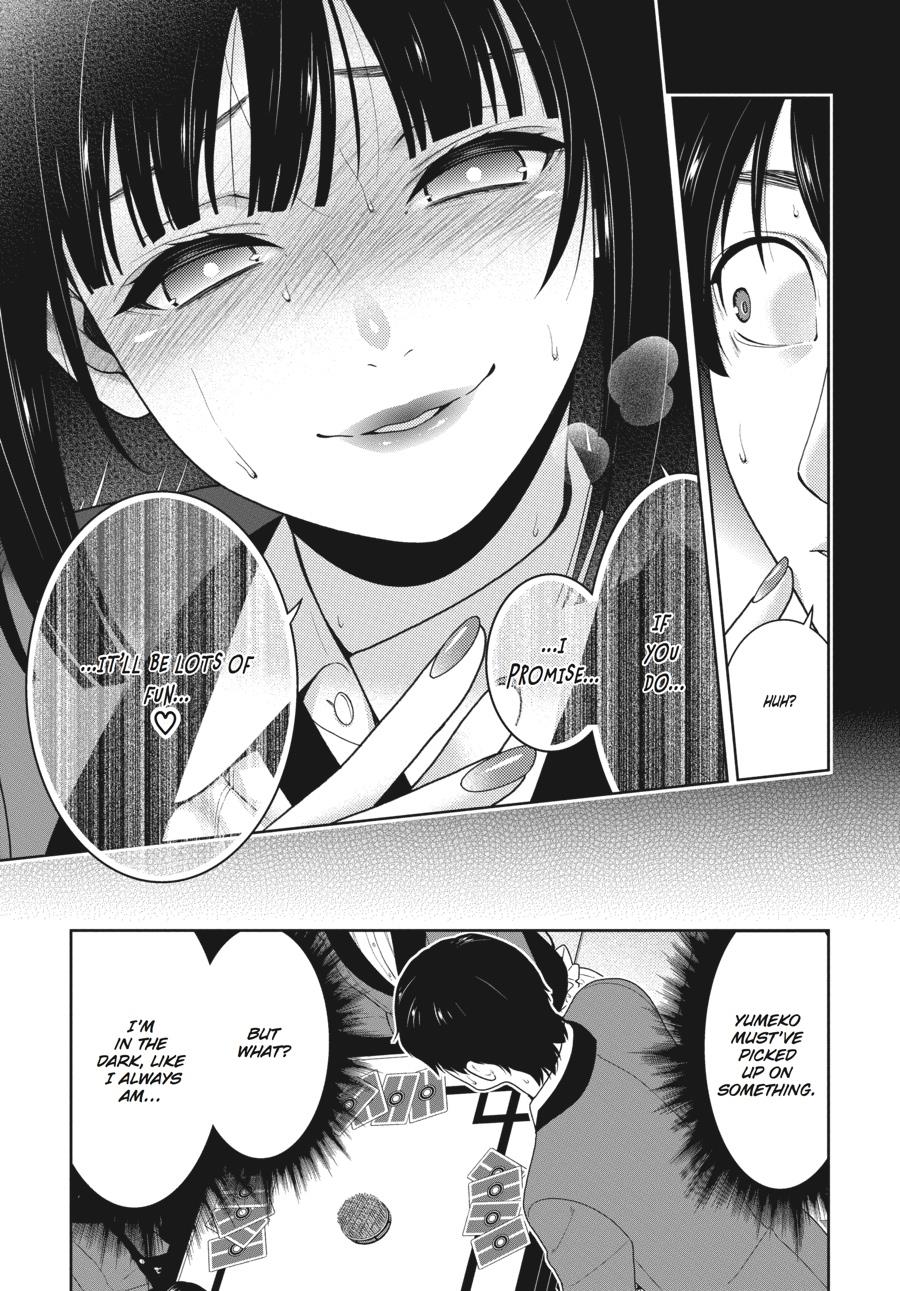 HUH?
IF
YOU
DO...
...I
PROMISE...
...IT'LL BE LOTS OF
FUN...
♡
YUMEKO
MUST'VE
PICKED
UP ON
SOMETHING.
BUT
WHAT?
I'M
IN THE
DARK, LIKE
I ALWAYS
AM...